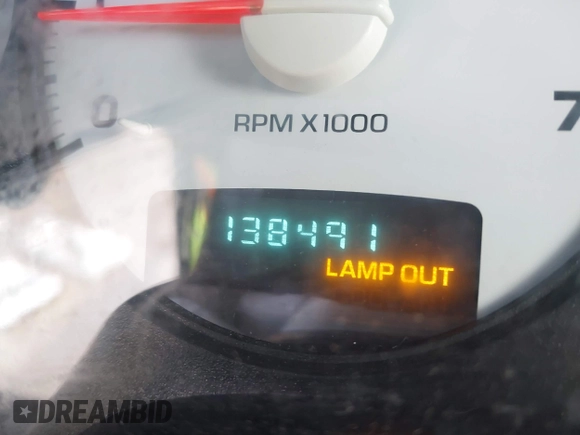 0
RPM X1000
7
138491
LAMP OUT
DREAMBID